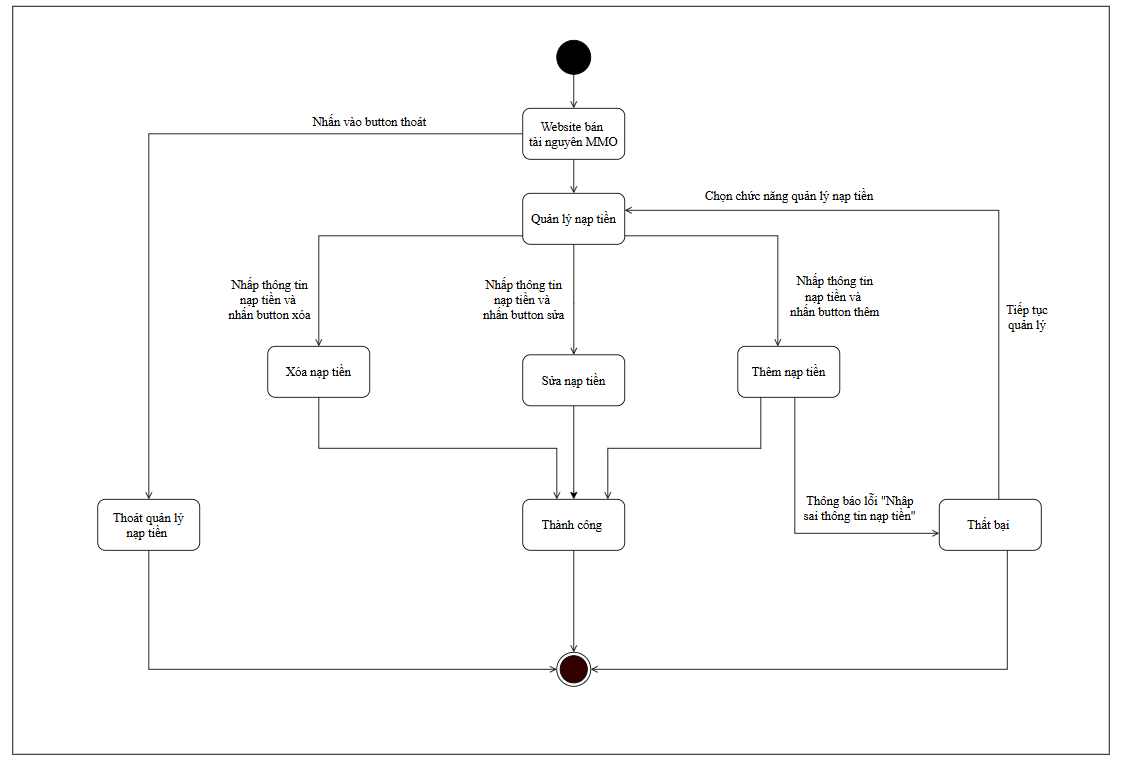 Nhấn vào button thoát
Website bán
tài nguyên MMO
Chọn chức năng quản lý nạp tiền
Quản lý nạp tiền
Nhấp thông tin
nạp tiền và
nhấn button xóa
Nhấp thông tin
nạp tiền và
nhấn button sửa
Nhấp thông tin
nạp tiền và
nhấn button thêm
Tiếp tục
quản lý
Xóa nạp tiền
Sửa nạp tiền
Thêm nạp tiền
Thông báo lỗi "Nhập
sai thông tin nạp tiền"
Thoát quản lý
nạp tiền
Thành công
Thất bại